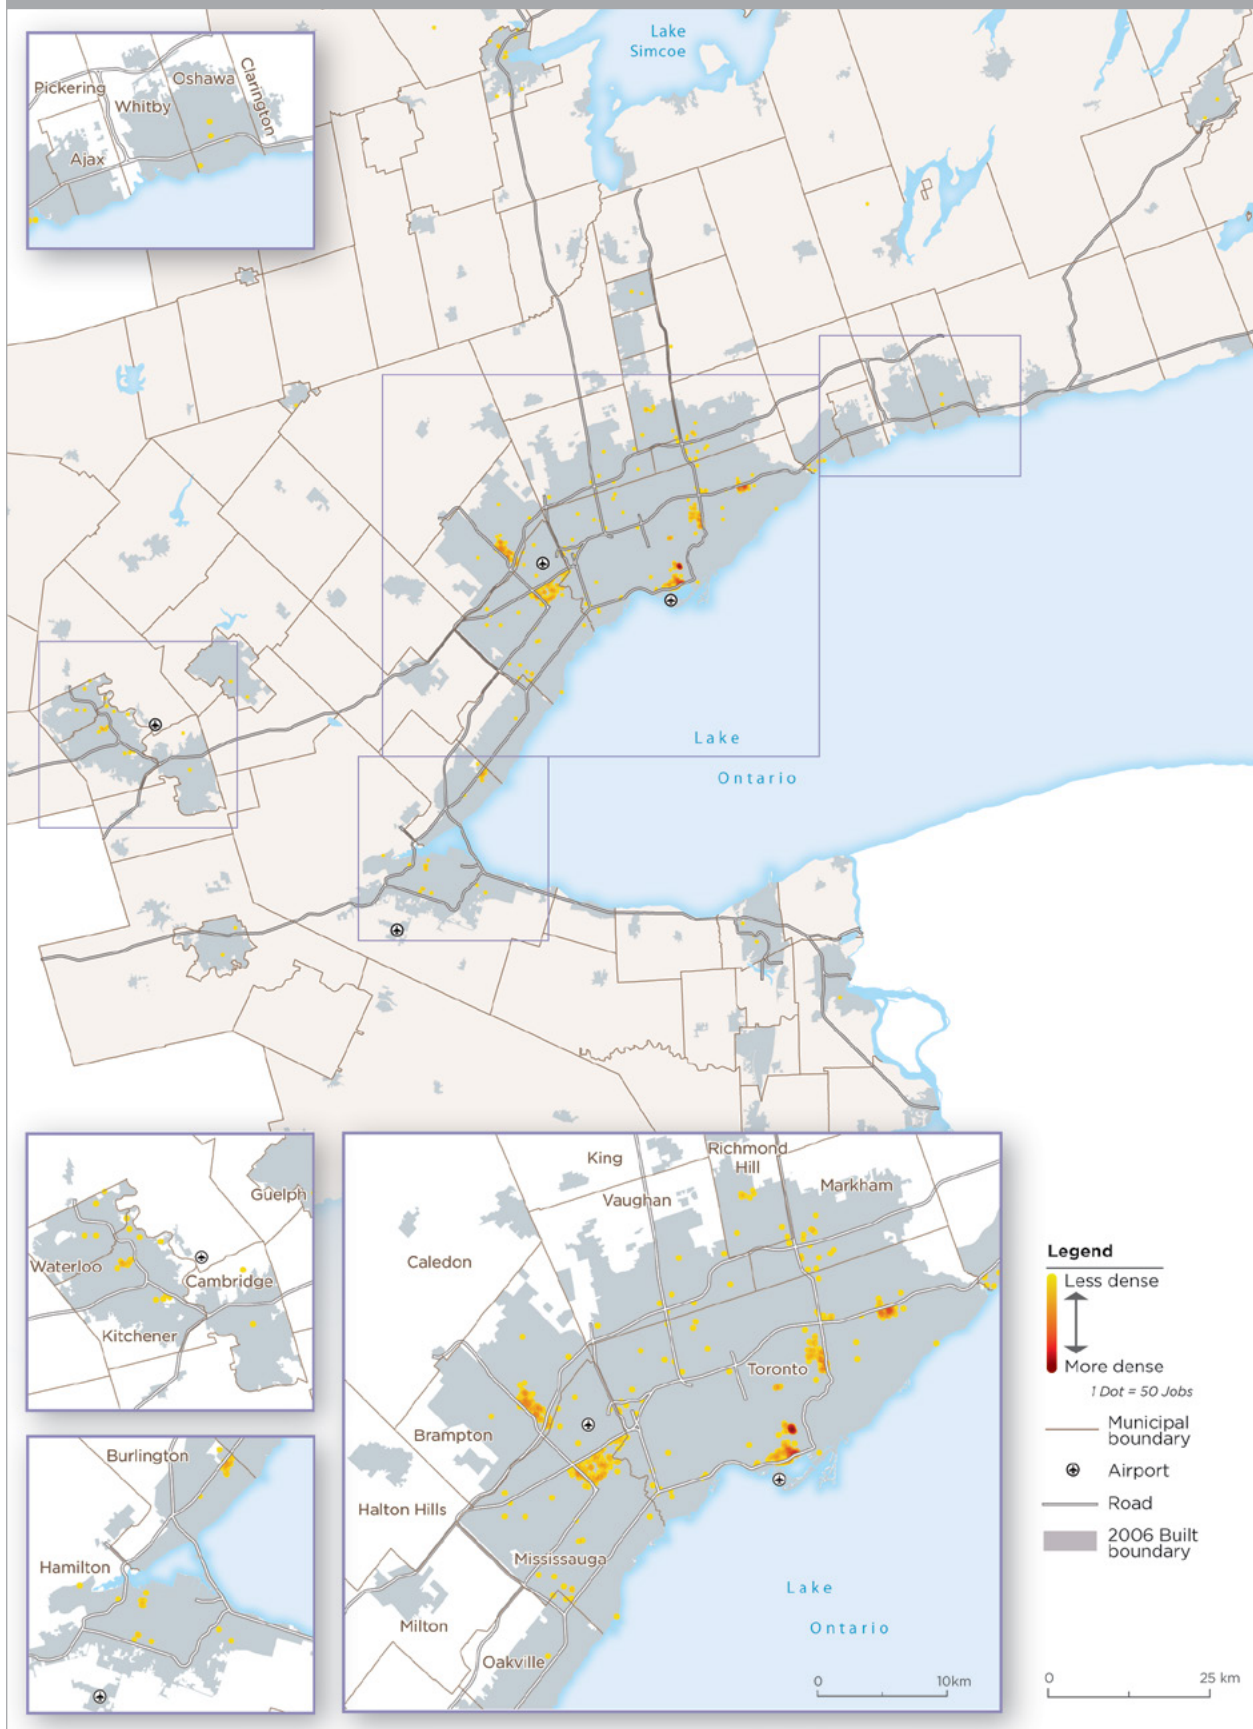 Lake
Simcoe
Pickering
Oshawa
Clarington
Whitby
Ajax
Lake
Ontario
Guelph
Waterloo
Cambridge
Kitchener
Burlington
Hamilton
King
Richmond
Hill
Vaughan
Markham
Caledon
Toronto
Brampton
Halton Hills
Mississauga
Milton
Oakville
Lake
Ontario
0 10km
Legend
Less dense
More dense
1 Dot = 50 Jobs
Municipal
boundary
Airport
Road
2006 Built
boundary
0 25 km